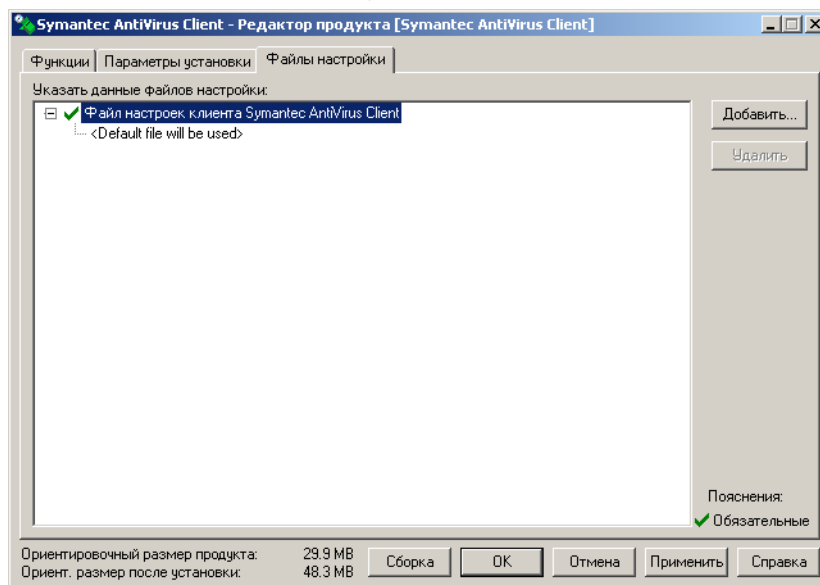 Symantec AntiVirus Client - Редактор продукта [Symantec AntiVirus Client]
Функции Параметры установки Файлы настройки
Указать данные файлов настройки:
Файл настроек клиента Symantec AntiVirus Client
<Default file will be used>
Добавить...
Удалить
Пояснения:
Обязательные
Ориентировочный размер продукта: 29.9 MB
Ориент. размер после установки: 48.3 MB
Сборка OK Отмена Применить Справка